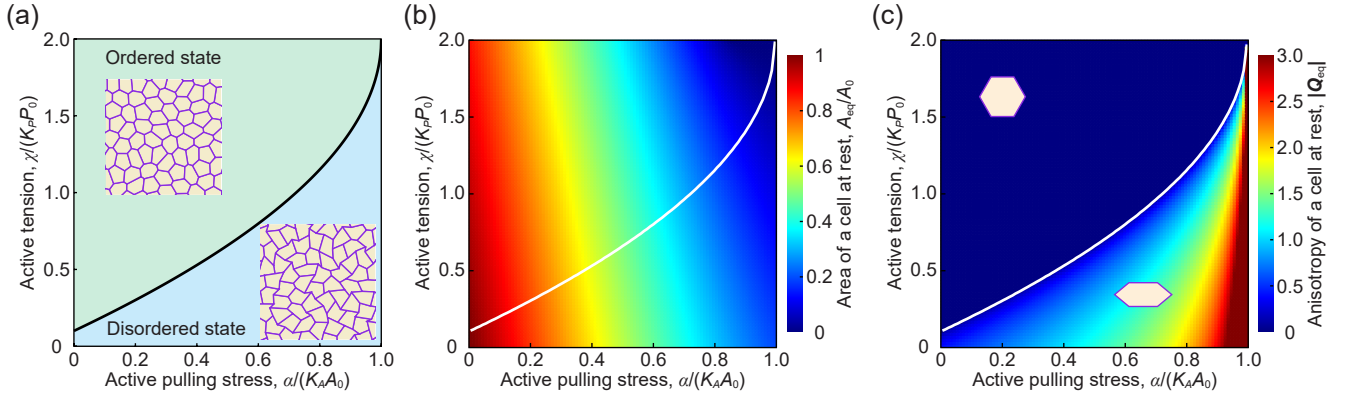 (a)
2.0
1.5
1.0
0.5
0
Active tension, χ/(K_P P_0)
Ordered state
Disordered state
0 0.2 0.4 0.6 0.8 1.0
Active pulling stress, α/(K_A A_0)
(b)
2.0
1.5
1.0
0.5
0
Active tension, χ/(K_P P_0)
0 0.2 0.4 0.6 0.8 1.0
Active pulling stress, α/(K_A A_0)
1
0.8
0.6
0.4
0.2
0
Area of a cell at rest, A_eq/A_0
(c)
2.0
1.5
1.0
0.5
0
Active tension, χ/(K_P P_0)
0 0.2 0.4 0.6 0.8 1.0
Active pulling stress, α/(K_A A_0)
3.0
2.5
2.0
1.5
1.0
0.5
0
Anisotropy of a cell at rest, |Q_eq|